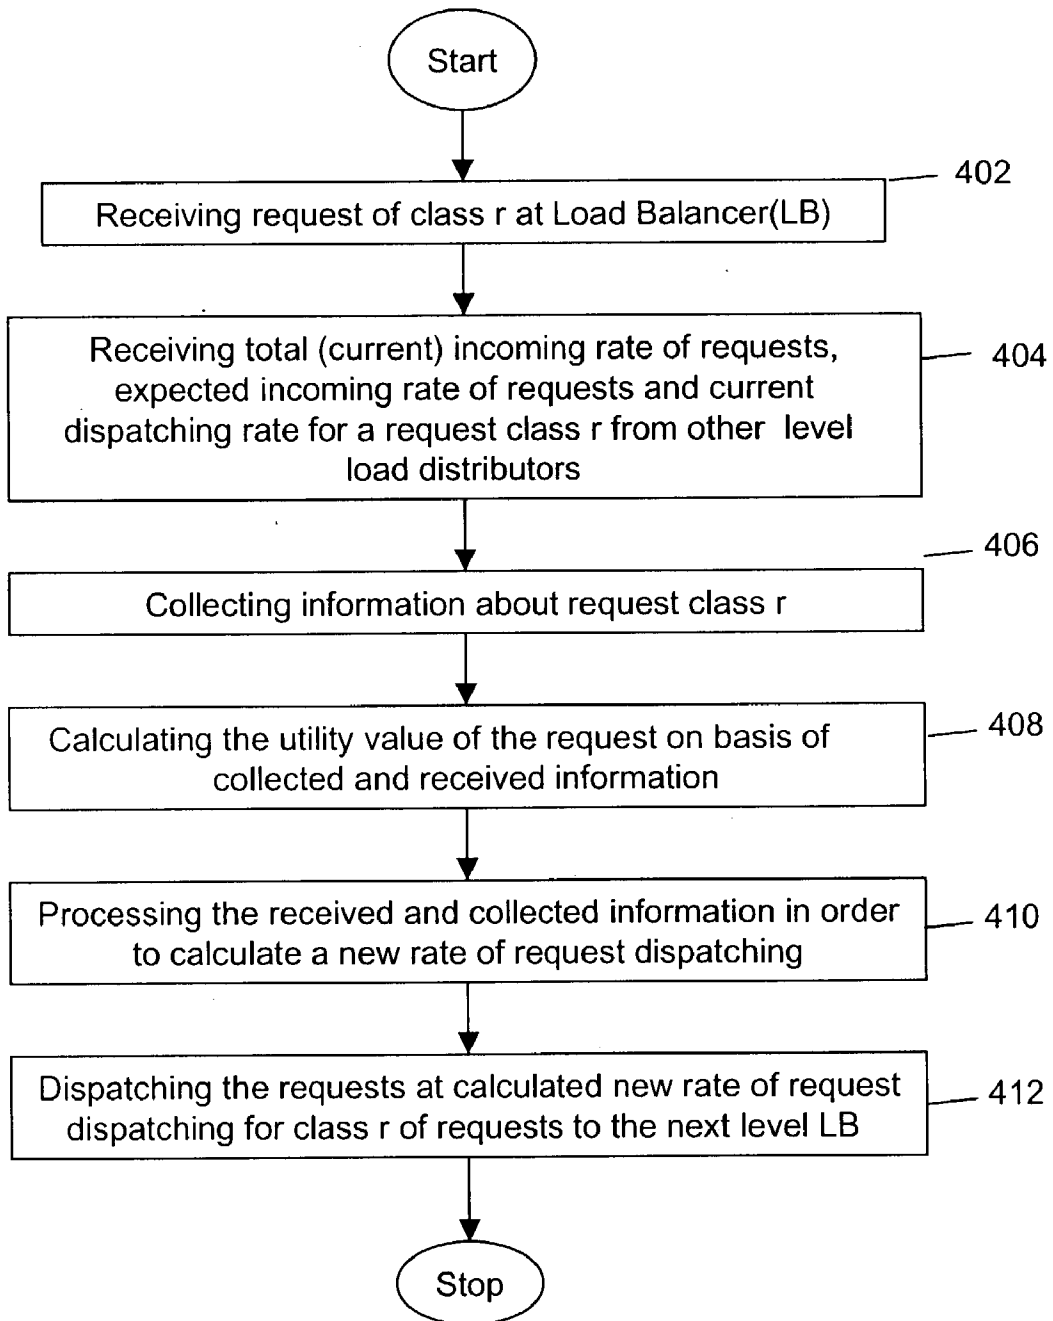 Start
402
Receiving request of class r at Load Balancer(LB)
Receiving total (current) incoming rate of requests,
expected incoming rate of requests and current
dispatching rate for a request class r from other level
load distributors
404
406
Collecting information about request class r
Calculating the utility value of the request on basis of
collected and received information
408
Processing the received and collected information in order
to calculate a new rate of request dispatching
410
Dispatching the requests at calculated new rate of request
dispatching for class r of requests to the next level LB
412
Stop